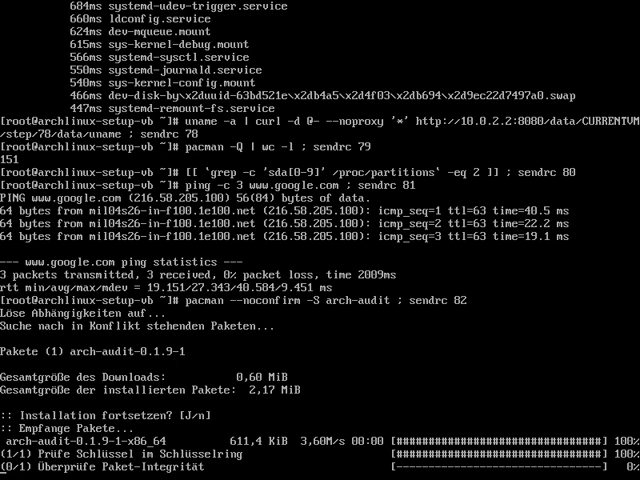 684ms systemd-udev-trigger.service
660ms ldconfig.service
624ms dev-mqueue.mount
615ms sys-kernel-debug.mount
566ms systemd-sysctl.service
550ms systemd-journald.service
540ms sys-kernel-config.mount
466ms dev-disk-by\x2duuid-63bd521e\x2db4a5\x2d4f03\x2db694\x2d9ec22d7497a0.swap
447ms systemd-remount-fs.service
[root@archlinux-setup-vb ~]# uname -a | curl -d @- --noproxy '*' http://10.0.2.2:8080/data/CURRENTVM
/step/78/data/uname ; sendrc 78
[root@archlinux-setup-vb ~]# pacman -Q | wc -l ; sendrc 79
151
[root@archlinux-setup-vb ~]# [[ `grep -c 'sda[0-9]' /proc/partitions` -eq 2 ]] ; sendrc 80
[root@archlinux-setup-vb ~]# ping -c 3 www.google.com ; sendrc 81
PING www.google.com (216.58.205.100) 56(84) bytes of data.
64 bytes from mil04s26-in-f100.1e100.net (216.58.205.100): icmp_seq=1 ttl=63 time=40.5 ms
64 bytes from mil04s26-in-f100.1e100.net (216.58.205.100): icmp_seq=2 ttl=63 time=22.2 ms
64 bytes from mil04s26-in-f100.1e100.net (216.58.205.100): icmp_seq=3 ttl=63 time=19.1 ms
--- www.google.com ping statistics ---
3 packets transmitted, 3 received, 0% packet loss, time 2009ms
rtt min/avg/max/mdev = 19.151/27.343/40.584/9.451 ms
[root@archlinux-setup-vb ~]# pacman --noconfirm -S arch-audit ; sendrc 82
Löse Abhängigkeiten auf...
Suche nach in Konflikt stehenden Paketen...
Pakete (1) arch-audit-0.1.9-1
Gesamtgröße des Downloads: 0,60 MiB
Gesamtgröße der installierten Pakete: 2,17 MiB
:: Installation fortsetzen? [J/n]
:: Empfange Pakete...
arch-audit-0.1.9-1-x86_64 611,4 KiB 3,60M/s 00:00 [################################] 100%
(1/1) Prüfe Schlüssel im Schlüsselring [################################] 100%
(0/1) Überprüfe Paket-Integrität [--------------------------------] 0%